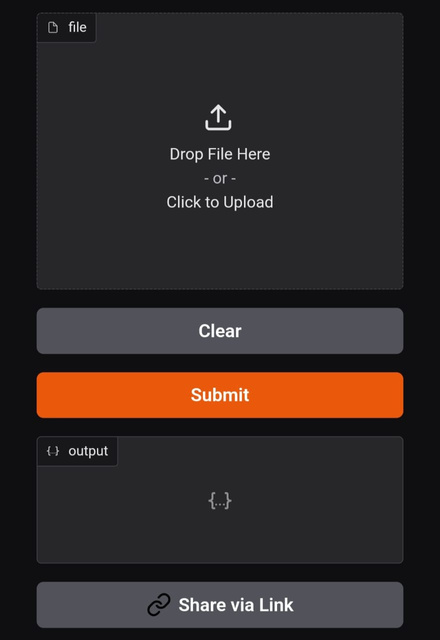 file
Drop File Here
- or -
Click to Upload
Clear
Submit
{..} output
{...}
Share via Link